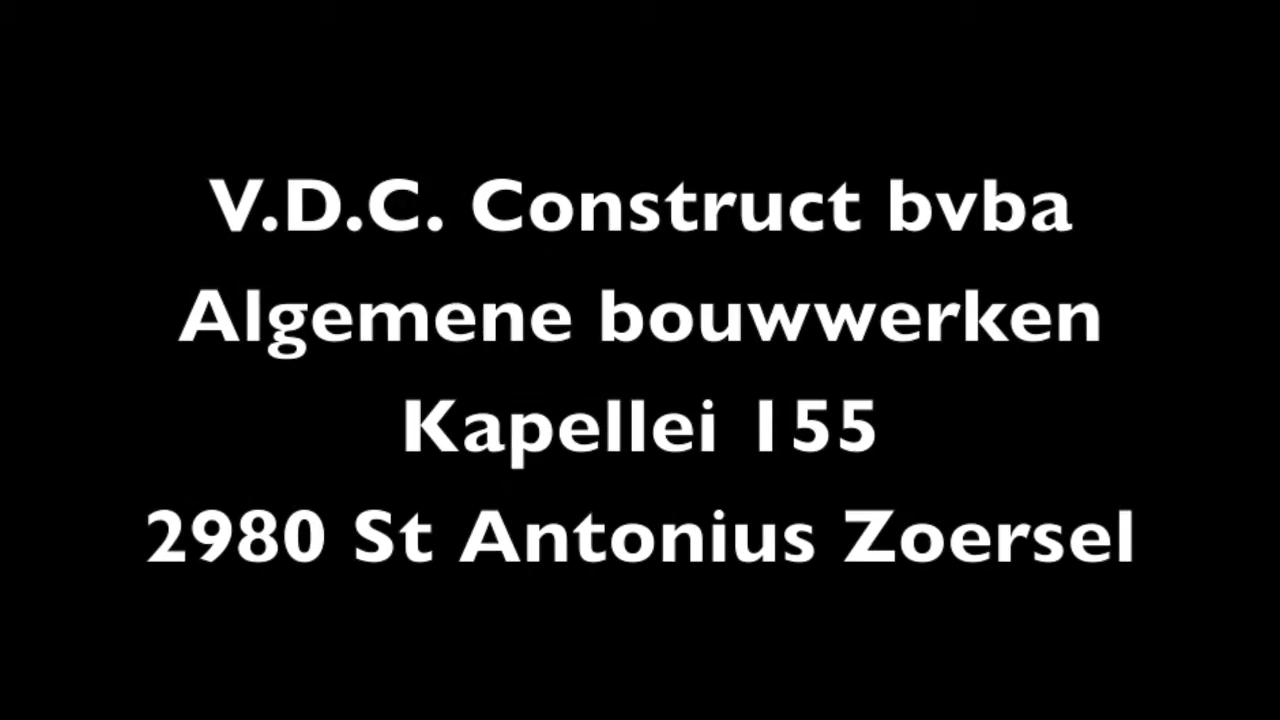 V.D.C. Construct bvba
Algemene bouwwerken
Kapellei 155
2980 St Antonius Zoersel